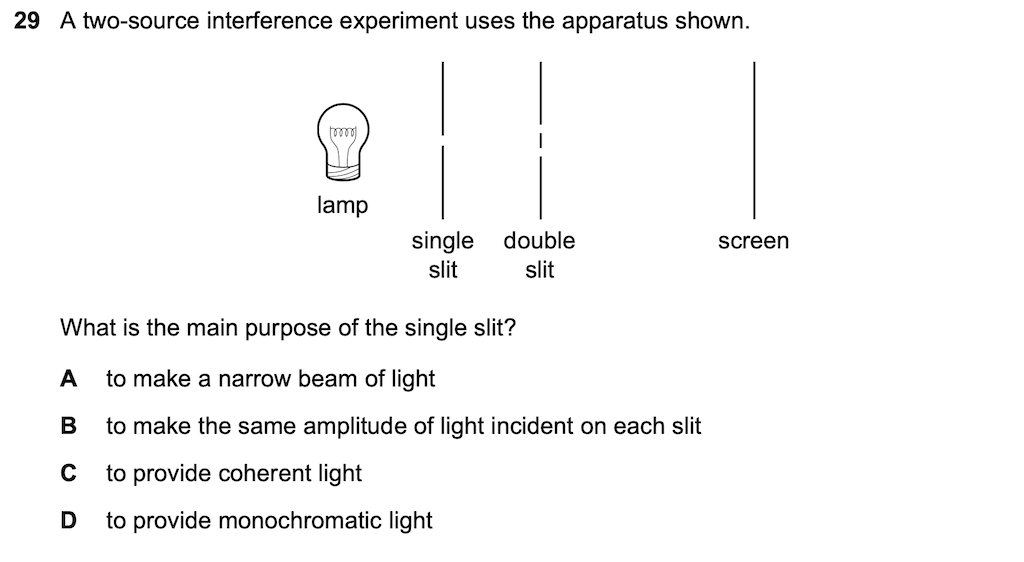 29 A two-source interference experiment uses the apparatus shown.
lamp
single double screen
slit slit
What is the main purpose of the single slit?
A to make a narrow beam of light
B to make the same amplitude of light incident on each slit
C to provide coherent light
D to provide monochromatic light